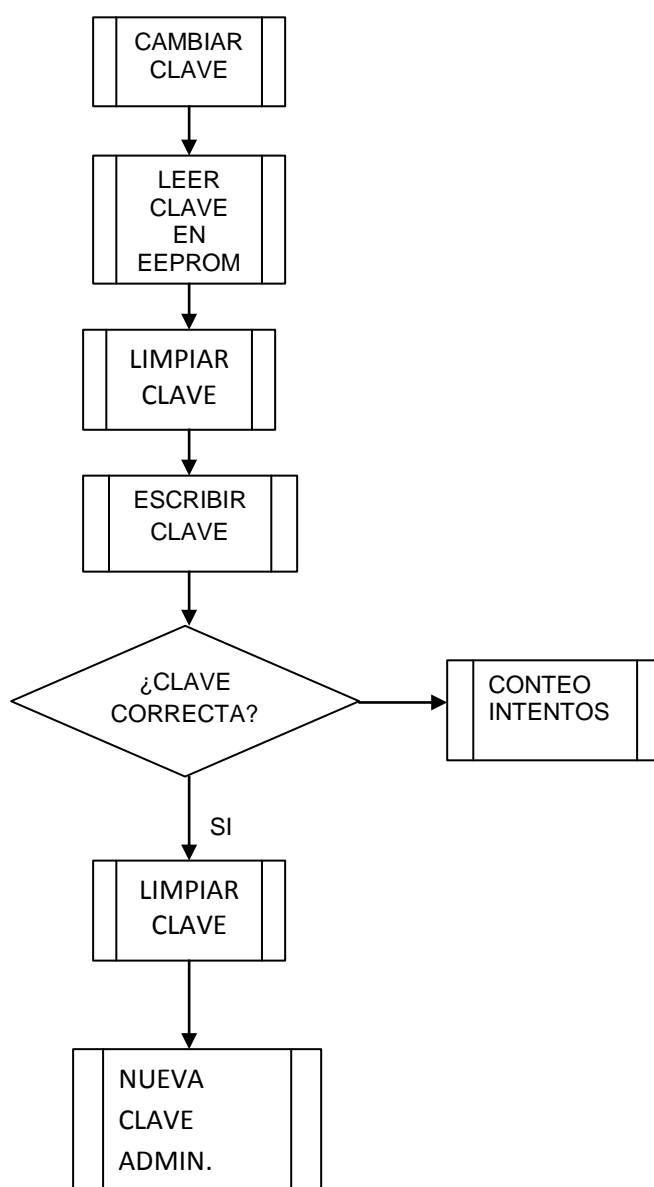 CAMBIAR
CLAVE
LEER
CLAVE
EN
EEPROM
LIMPIAR
CLAVE
ESCRIBIR
CLAVE
¿CLAVE
CORRECTA?
CONTEO
INTENTOS
SI
LIMPIAR
CLAVE
NUEVA
CLAVE
ADMIN.